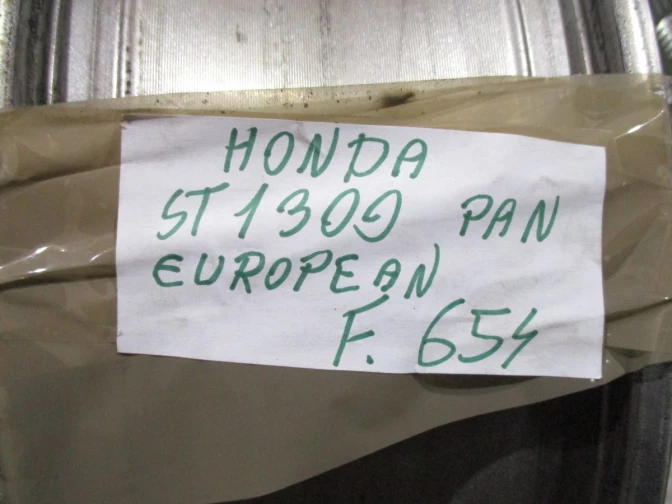 HONDA
ST 1300 PAN
EUROPEAN
F. 654